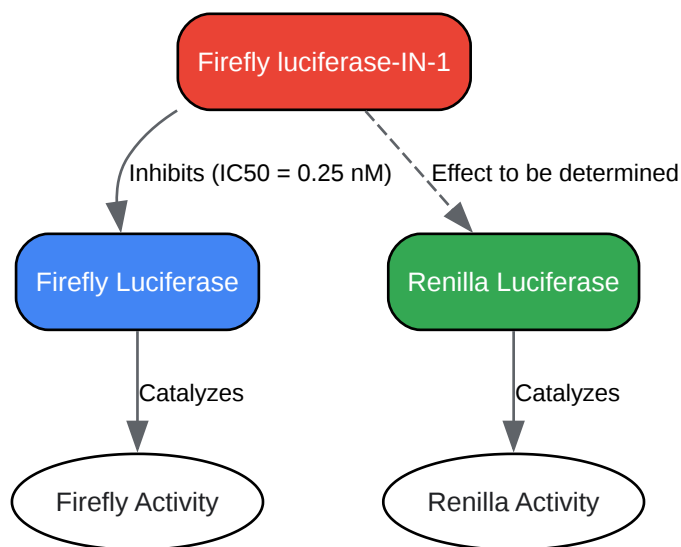 Firefly luciferase-IN-1
Inhibits (IC50 = 0.25 nM)
Effect to be determined
Firefly Luciferase
Renilla Luciferase
Catalyzes
Catalyzes
Firefly Activity
Renilla Activity